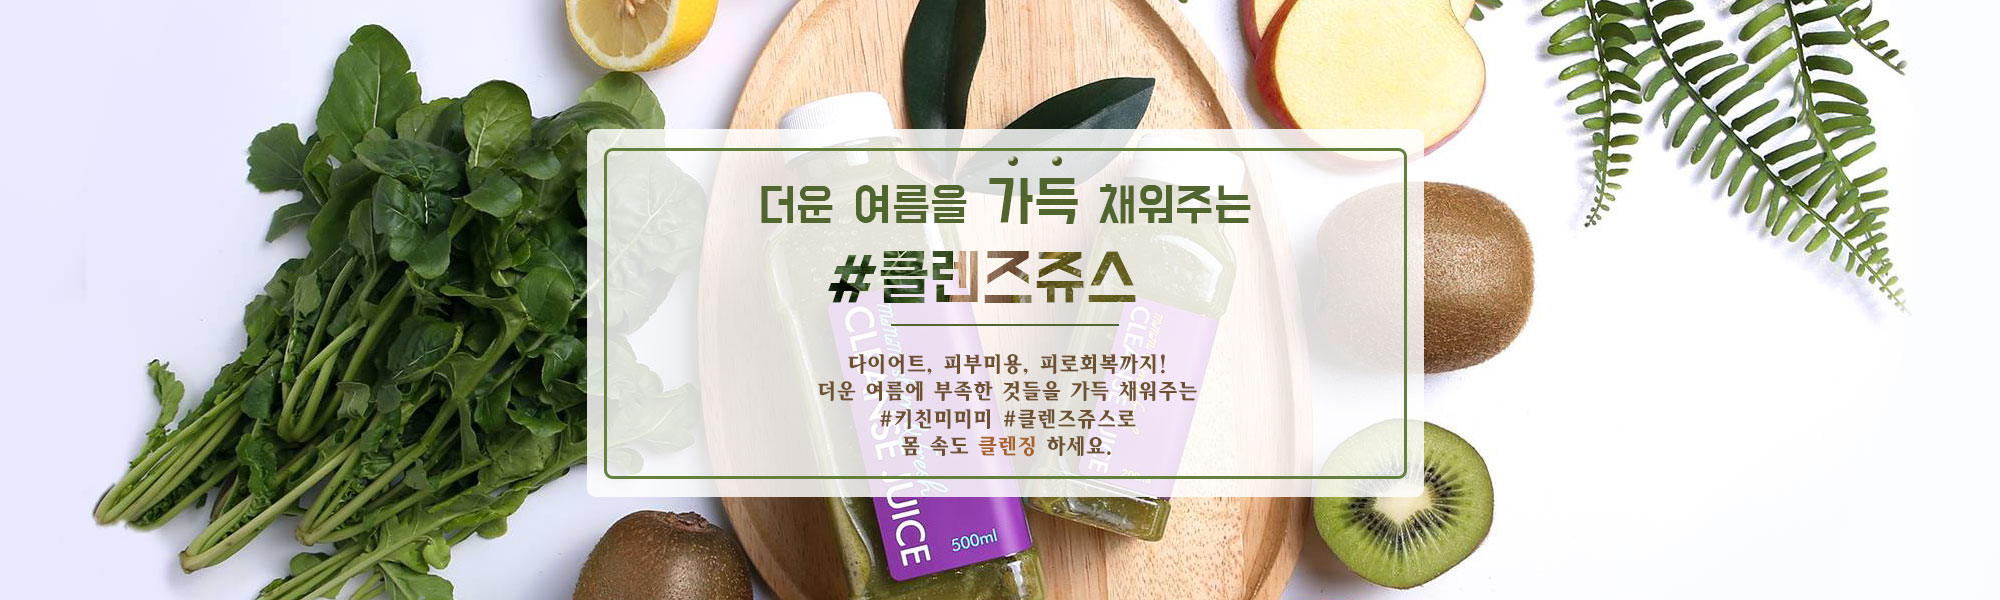 더운 여름을 가득 채워주는
#클렌즈쥬스
다이어트, 피부미용, 피로회복까지!
더운 여름에 부족한 것들을 가득 채워주는
#키친미미미 #클렌즈쥬스로
몸 속도 클렌징 하세요.
CLEANSE JUICE
500ml